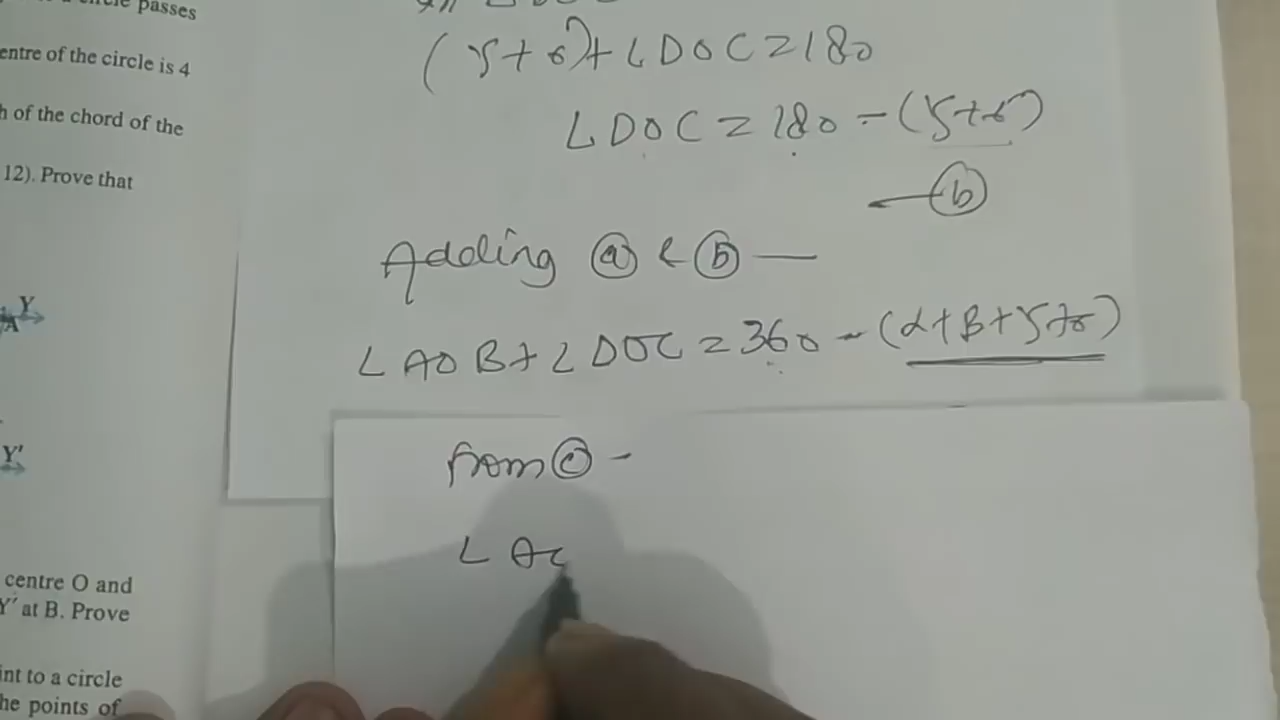 passes
entre of the circle is 4
h of the chord of the
12). Prove that
Y
A
Y'
centre O and
Y' at B. Prove
int to a circle
he points of
(γ+δ)+∠DOC=180
∠DOC=180-(γ+δ)
—ⓑ
Adding ⓐ & ⓑ —
∠AOB+∠DOC=360-(α+β+γ+δ)
from ⓒ -
∠ AO